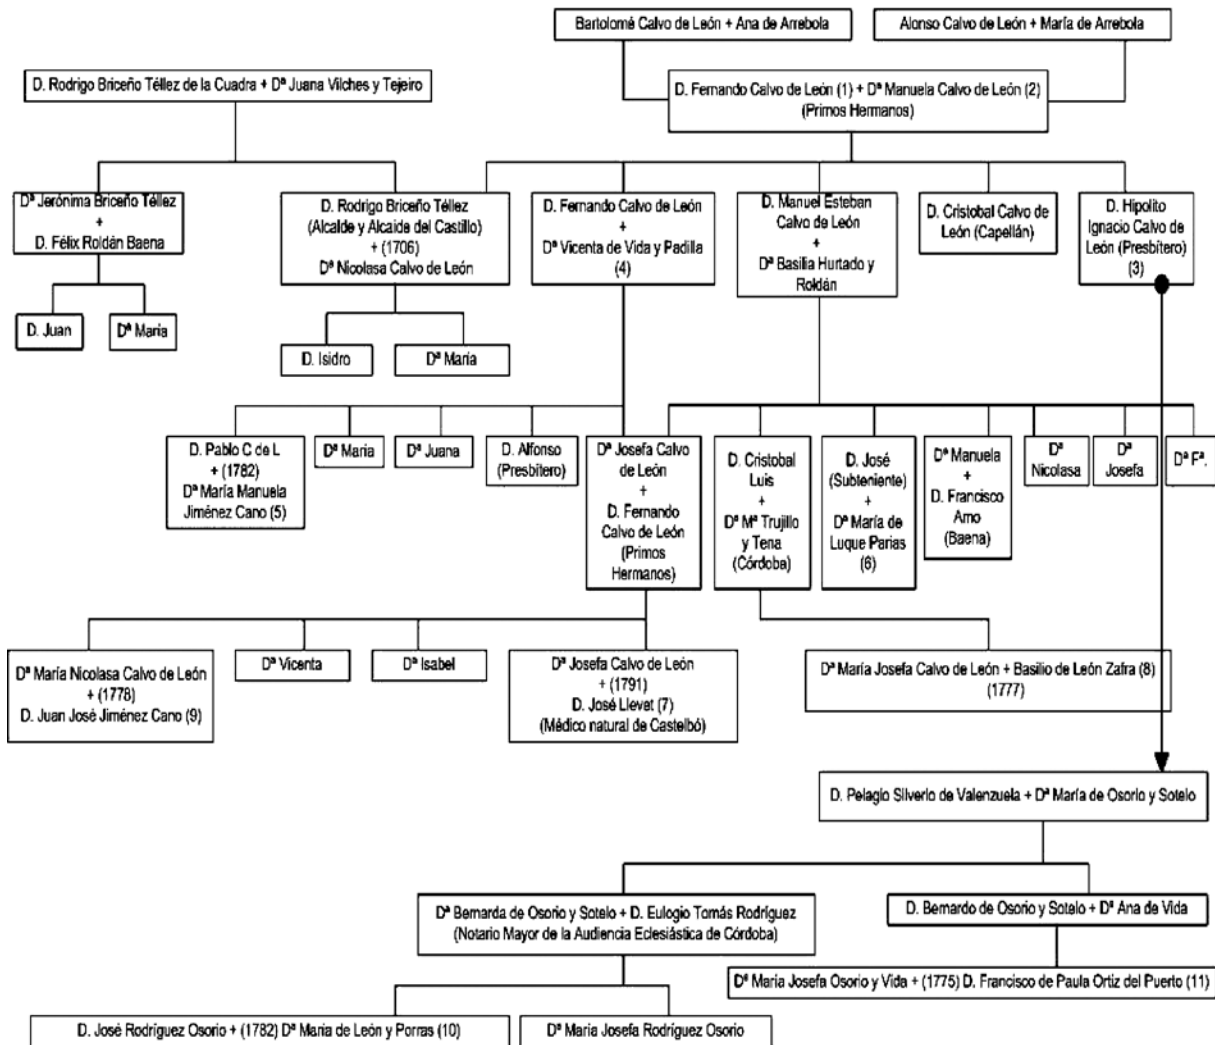 Bartolomé Calvo de León + Ana de Arrebola
Alonso Calvo de León + María de Arrebola
D. Rodrigo Briceño Téllez de la Cuadra + Dª Juana Vilches y Tejeiro
D. Fernando Calvo de León (1) + Dª Manuela Calvo de León (2)
(Primos Hermanos)
Dª Jerónima Briceño Téllez
+
D. Félix Roldán Baena
D. Rodrigo Briceño Téllez
(Alcalde y Alcaide del Castillo)
+ (1706)
Dª Nicolasa Calvo de León
D. Fernando Calvo de León
+
Dª Vicenta de Vida y Padilla
(4)
D. Manuel Esteban
Calvo de León
+
Dª Basilia Hurtado y
Roldán
D. Cristobal Calvo de
León (Capellán)
D. Hipolito
Ignacio Calvo de
León (Presbítero)
(3)
D. Juan
Dª Maria
D. Isidro
Dª María
D. Pablo C de L
+ (1782)
Dª María Manuela
Jiménez Cano (5)
Dª Maria
Dª Juana
D. Alfonso
(Presbítero)
Dª Josefa Calvo
de León
+
D. Fernando
Calvo de León
(Primos
Hermanos)
D. Cristobal
Luis
+
Dª Mª Trujillo
y Tena
(Córdoba)
D. José
(Subteniente)
+
Dª María de
Luque Parias
(6)
Dª Manuela
+
D. Francisco
Amo
(Baena)
Dª
Nicolasa
Dª
Josefa
Dª Fª.
Dª María Nicolasa Calvo de León
+ (1778)
D. Juan José Jiménez Cano (9)
Dª Vicenta
Dª Isabel
Dª Josefa Calvo de León
+ (1791)
D. José Llevat (7)
(Médico natural de Castelbó)
Dª María Josefa Calvo de León + Basilio de León Zafra (8)
(1777)
D. Pelagio Silverio de Valenzuela + Dª María de Osorio y Sotelo
Dª Bernarda de Osorio y Sotelo + D. Eulogio Tomás Rodríguez
(Notario Mayor de la Audiencia Eclesiástica de Córdoba)
D. Bernardo de Osorio y Sotelo + Dª Ana de Vida
Dª Maria Josefa Osorio y Vida + (1775) D. Francisco de Paula Ortiz del Puerto (11)
D. José Rodríguez Osorio + (1782) Dª Maria de León y Porras (10)
Dª Maria Josefa Rodríguez Osorio